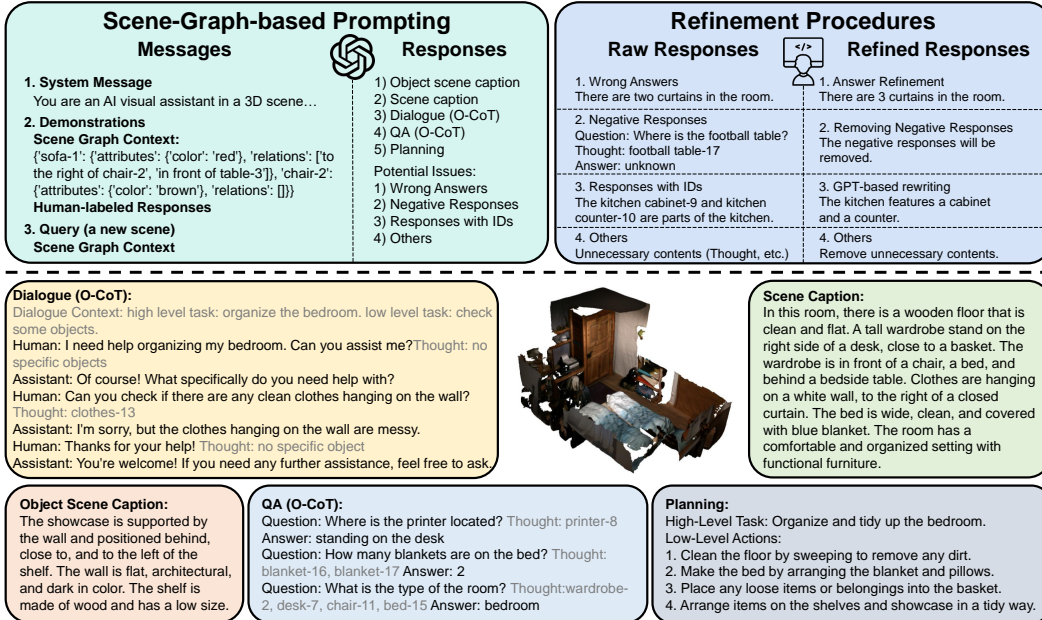 Scene-Graph-based Prompting
Messages
1. System Message
You are an AI visual assistant in a 3D scene…
2. Demonstrations
Scene Graph Context:
{'sofa-1': {'attributes': {'color': 'red'}, 'relations': ['to
the right of chair-2', 'in front of table-3']}, 'chair-2':
{'attributes': {'color': 'brown'}, 'relations': []}}
Human-labeled Responses
3. Query (a new scene)
Scene Graph Context
Responses
1) Object scene caption
2) Scene caption
3) Dialogue (O-CoT)
4) QA (O-CoT)
5) Planning
Potential Issues:
1) Wrong Answers
2) Negative Responses
3) Responses with IDs
4) Others
Refinement Procedures
Raw Responses
</>
Refined Responses
1. Wrong Answers
There are two curtains in the room.
1. Answer Refinement
There are 3 curtains in the room.
2. Negative Responses
Question: Where is the football table?
Thought: football table-17
Answer: unknown
2. Removing Negative Responses
The negative responses will be
removed.
3. Responses with IDs
The kitchen cabinet-9 and kitchen
counter-10 are parts of the kitchen.
3. GPT-based rewriting
The kitchen features a cabinet
and a counter.
4. Others
Unnecessary contents (Thought, etc.)
4. Others
Remove unnecessary contents.
Dialogue (O-CoT):
Dialogue Context: high level task: organize the bedroom. low level task: check
some objects.
Human: I need help organizing my bedroom. Can you assist me?Thought: no
specific objects
Assistant: Of course! What specifically do you need help with?
Human: Can you check if there are any clean clothes hanging on the wall?
Thought: clothes-13
Assistant: I'm sorry, but the clothes hanging on the wall are messy.
Human: Thanks for your help! Thought: no specific object
Assistant: You're welcome! If you need any further assistance, feel free to ask.
Scene Caption:
In this room, there is a wooden floor that is
clean and flat. A tall wardrobe stand on the
right side of a desk, close to a basket. The
wardrobe is in front of a chair, a bed, and
behind a bedside table. Clothes are hanging
on a white wall, to the right of a closed
curtain. The bed is wide, clean, and covered
with blue blanket. The room has a
comfortable and organized setting with
functional furniture.
Object Scene Caption:
The showcase is supported by
the wall and positioned behind,
close to, and to the left of the
shelf. The wall is flat, architectural,
and dark in color. The shelf is
made of wood and has a low size.
QA (O-CoT):
Question: Where is the printer located? Thought: printer-8
Answer: standing on the desk
Question: How many blankets are on the bed? Thought:
blanket-16, blanket-17 Answer: 2
Question: What is the type of the room? Thought:wardrobe-
2, desk-7, chair-11, bed-15 Answer: bedroom
Planning:
High-Level Task: Organize and tidy up the bedroom.
Low-Level Actions:
1. Clean the floor by sweeping to remove any dirt.
2. Make the bed by arranging the blanket and pillows.
3. Place any loose items or belongings into the basket.
4. Arrange items on the shelves and showcase in a tidy way.